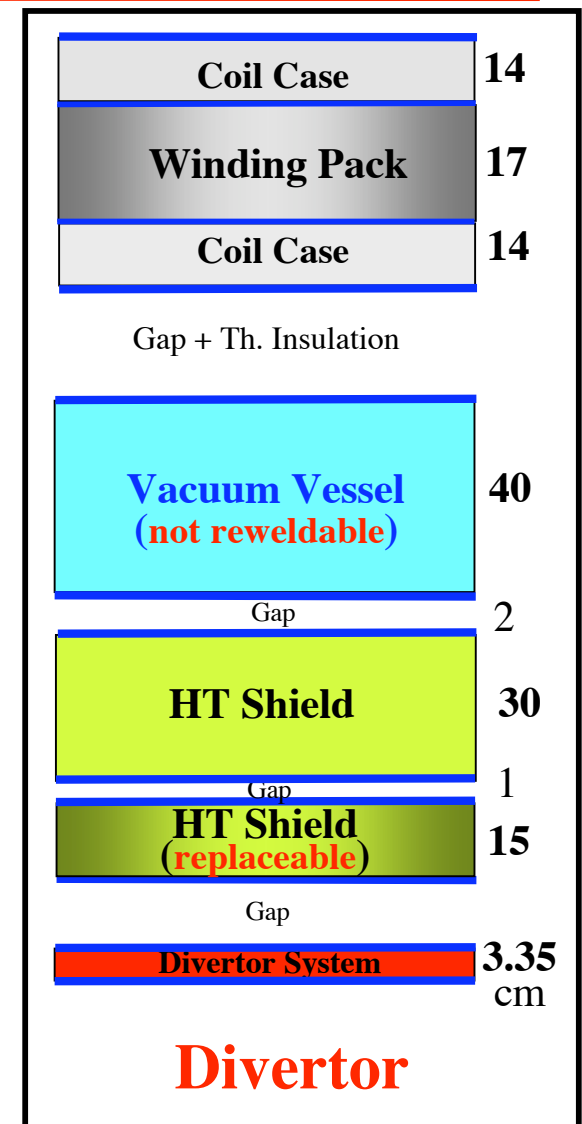 Coil Case 14
Winding Pack 17
Coil Case 14
Gap + Th. Insulation
Vacuum Vessel 40
(not reweldable)
Gap 2
HT Shield 30
Gap 1
HT Shield 15
(replaceable)
Gap
Divertor System 3.35
cm
Divertor